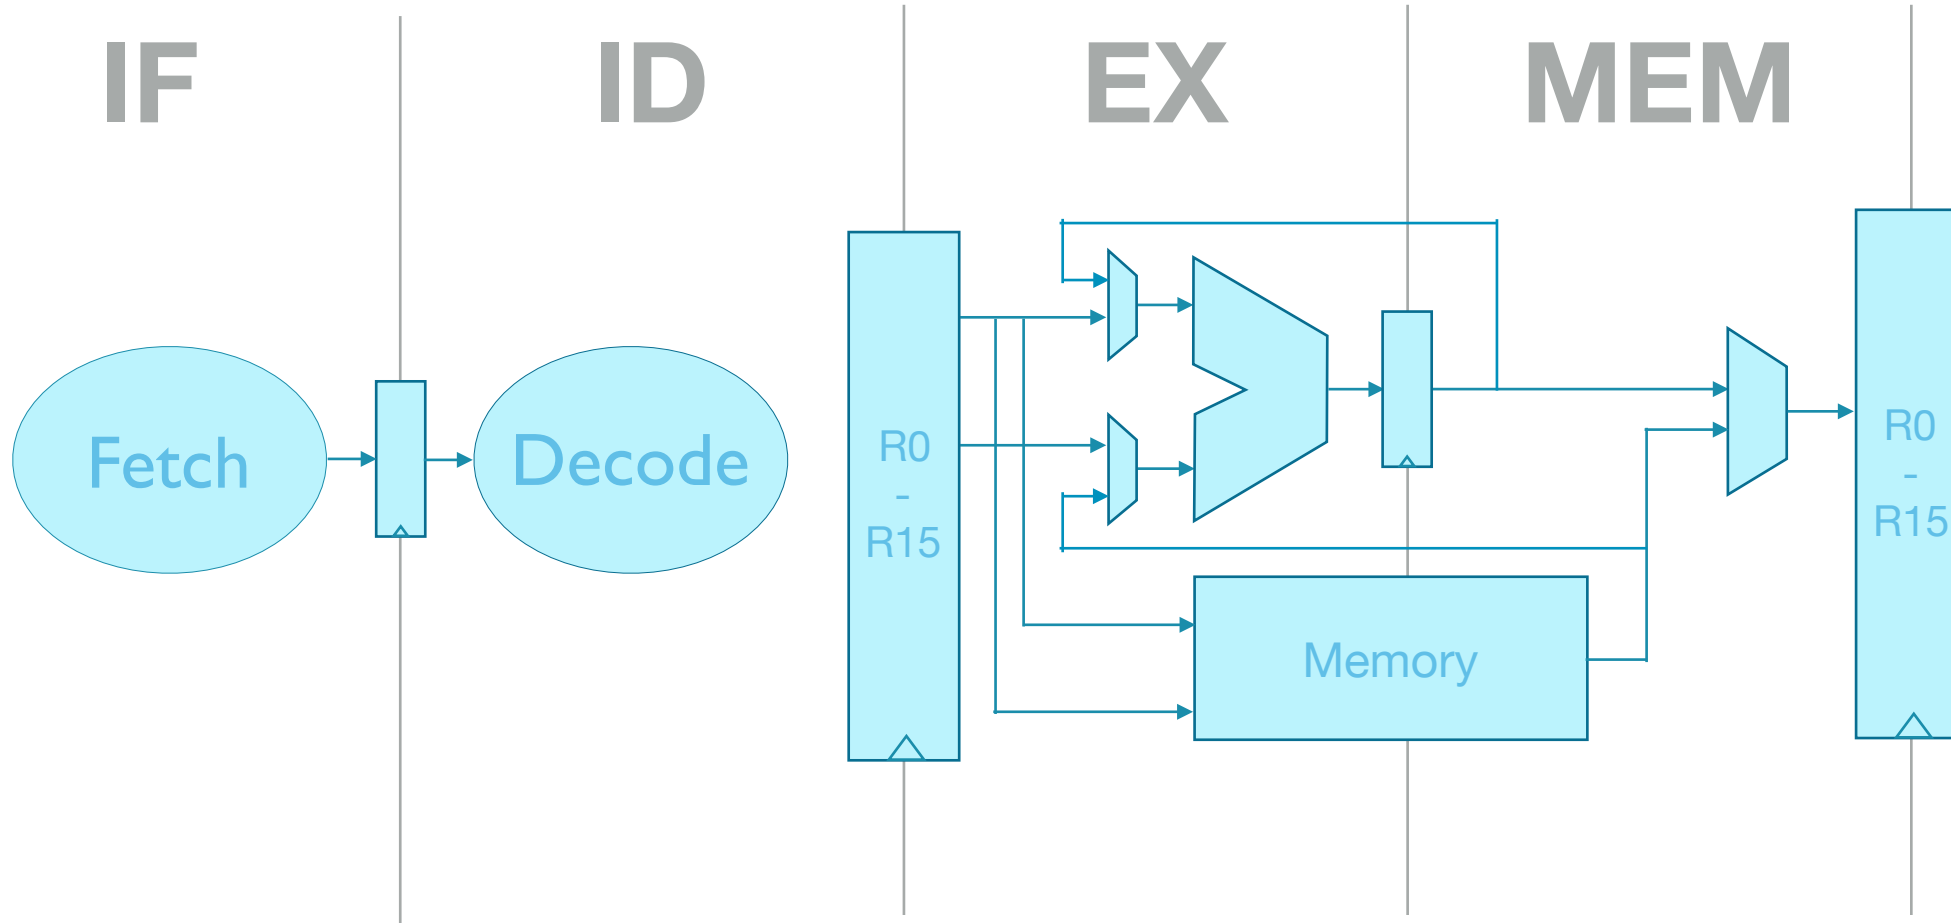 IF
ID
EX
MEM
Fetch
Decode
R0
-
R15
Memory
R0
-
R15